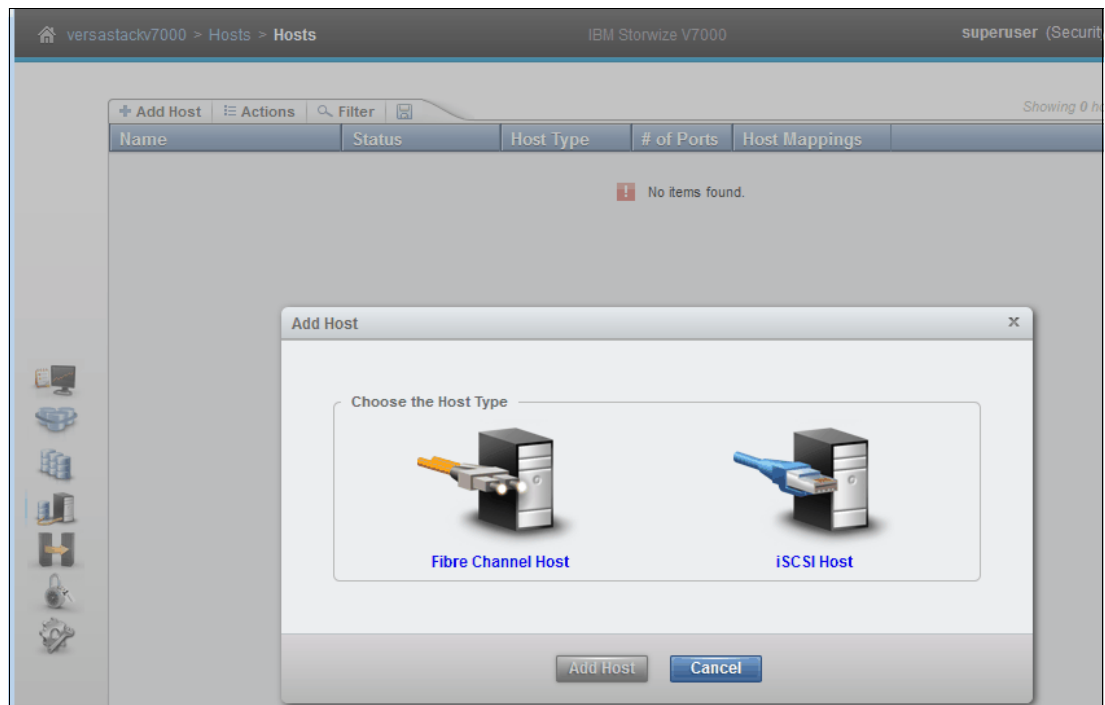 versastackv7000 > Hosts > Hosts
IBM Storwize V7000
superuser (Securit
Add Host
Actions
Filter
Showing 0 h
Name
Status
Host Type
# of Ports
Host Mappings
No items found.
Add Host
x
Choose the Host Type
Fibre Channel Host
iSCSI Host
Add Host
Cancel